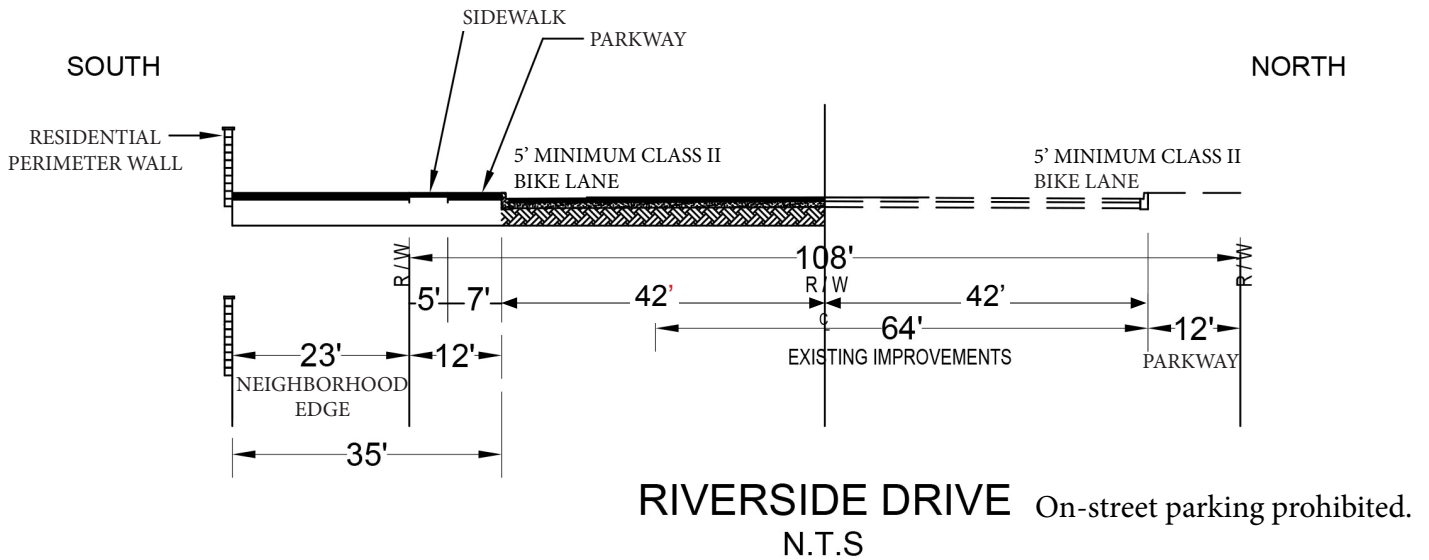 SIDEWALK
PARKWAY
SOUTH
NORTH
RESIDENTIAL
PERIMETER WALL
5’ MINIMUM CLASS II
BIKE LANE
5’ MINIMUM CLASS II
BIKE LANE
R/W
108'
R/W
R/W
5'
7'
42’
42'
℄
64'
EXISTING IMPROVEMENTS
23'
12'
12'
NEIGHBORHOOD
EDGE
PARKWAY
35'
RIVERSIDE DRIVE On-street parking prohibited.
N.T.S